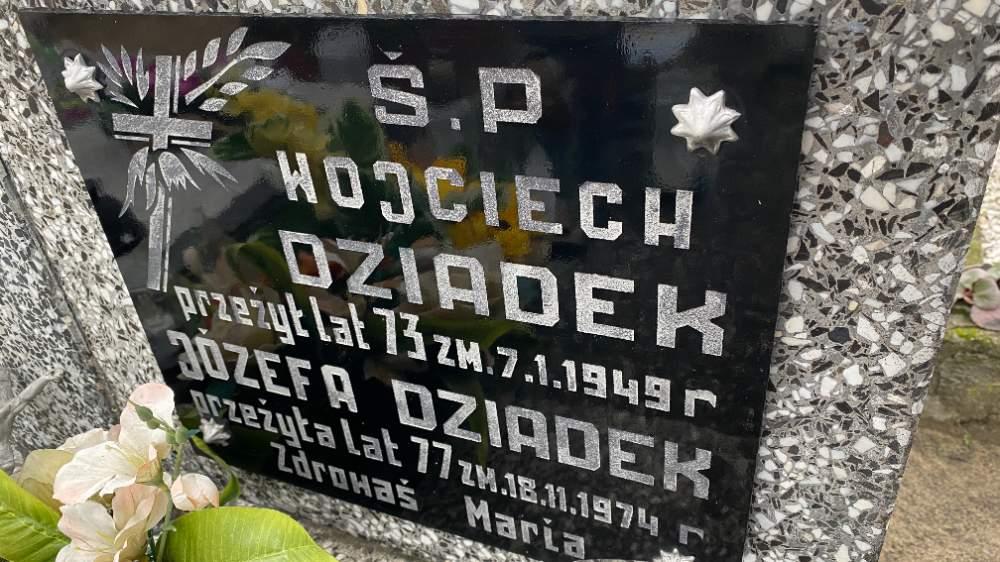 Ś.P
WOJCIECH
DZIADEK
przeżył lat 73 zm.7.1.1949 r
JOZEFA DZIADEK
przeżyła lat 77 zm.18.11.1974 r
Zdrowaś Maria